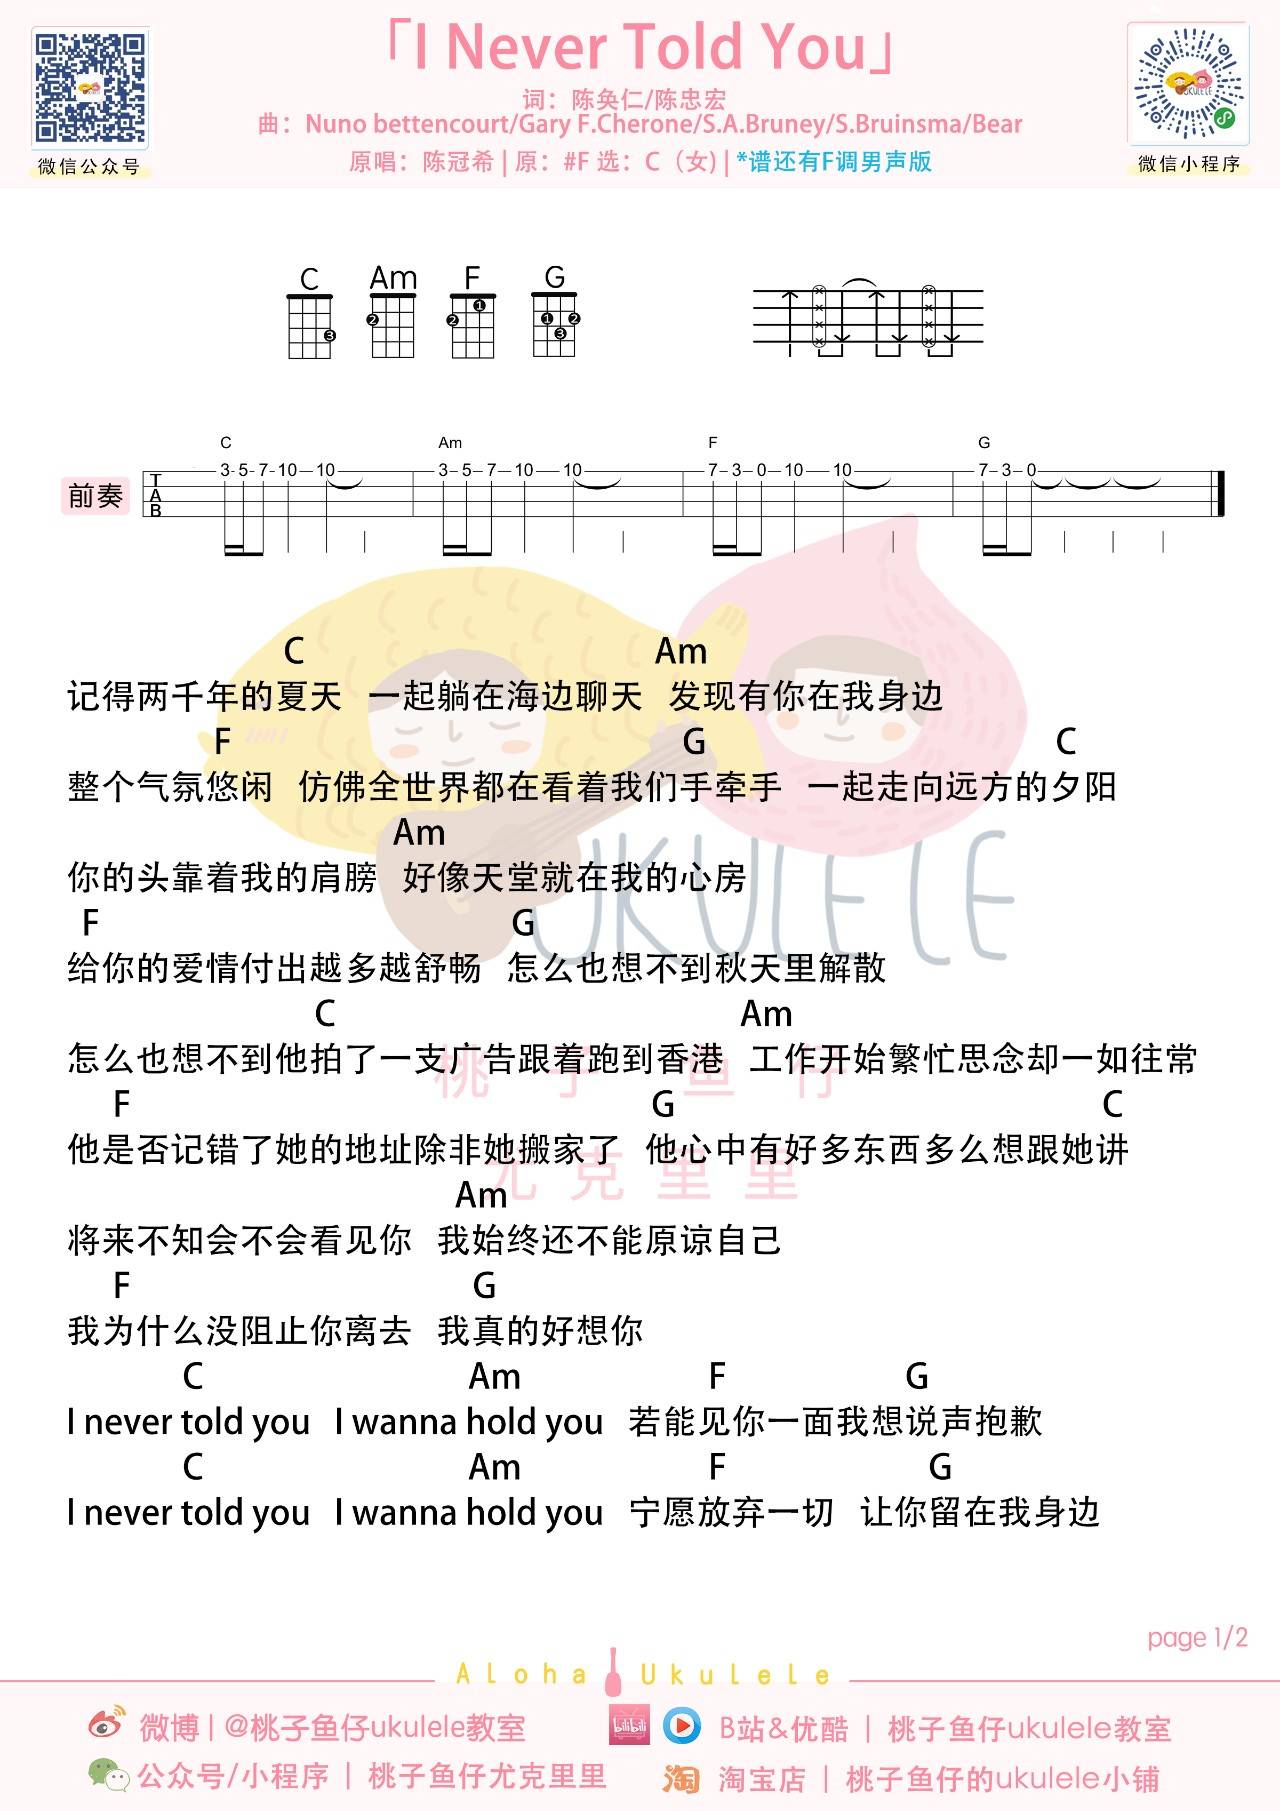 「I Never Told You」
词：陈奂仁/陈忠宏
曲：Nuno bettencourt/Gary F.Cherone/S.A.Bruney/S.Bruinsma/Bear
原唱：陈冠希 | 原：#F 选：C（女) | *谱还有F调男声版
微信公众号
微信小程序
UKULELE
C Am F G
3 2 2 1 1 2 3
C Am F G
前奏
TAB
3-5-7-10-10 3-5-7-10-10 7-3-0-10-10 7-3-0
C Am
记得两千年的夏天 一起躺在海边聊天 发现有你在我身边
F G C
整个气氛悠闲 仿佛全世界都在看着我们手牵手 一起走向远方的夕阳
Am
你的头靠着我的肩膀 好像天堂就在我的心房
UKULELE
F G
给你的爱情付出越多越舒畅 怎么也想不到秋天里解散
C Am
怎么也想不到他拍了一支广告跟着跑到香港 工作开始繁忙思念却一如往常
桃子鱼仔
F G C
他是否记错了她的地址除非她搬家了 他心中有好多东西多么想跟她讲
尤克里里
Am
将来不知会不会看见你 我始终还不能原谅自己
F G
我为什么没阻止你离去 我真的好想你
C Am F G
I never told you I wanna hold you 若能见你一面我想说声抱歉
C Am F G
I never told you I wanna hold you 宁愿放弃一切 让你留在我身边
page 1/2
Aloha Ukulele
微博 | @桃子鱼仔ukulele教室
bilibili B站&优酷 | 桃子鱼仔ukulele教室
公众号/小程序 | 桃子鱼仔尤克里里
淘 淘宝店 | 桃子鱼仔的ukulele小铺